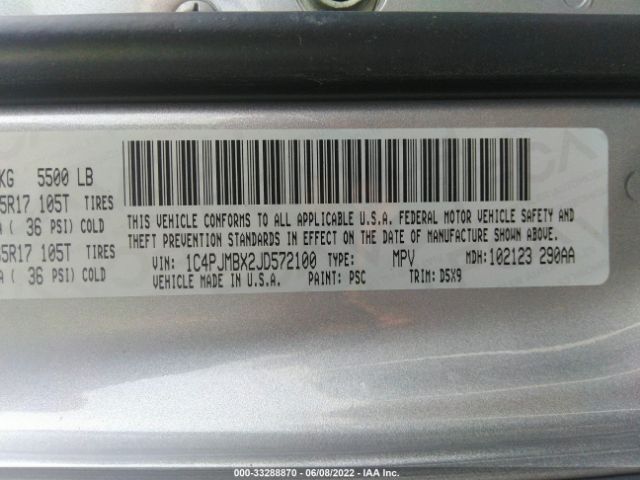 KG 5500 LB
5R17 105T TIRES
( 36 PSI) COLD
5R17 105T TIRES
( 36 PSI) COLD
THIS VEHICLE CONFORMS TO ALL APPLICABLE U.S.A. FEDERAL MOTOR VEHICLE SAFETY AND
THEFT PREVENTION STANDARDS IN EFFECT ON THE DATE OF MANUFACTURE SHOWN ABOVE.
VIN: 1C4PJMBX2JD572100 TYPE: MPV MDH:102123 290AA
VEHICLE MADE IN U.S.A. PAINT: PSC TRIM: D5X9
000-33288870 - 06/08/2022 - IAA Inc.